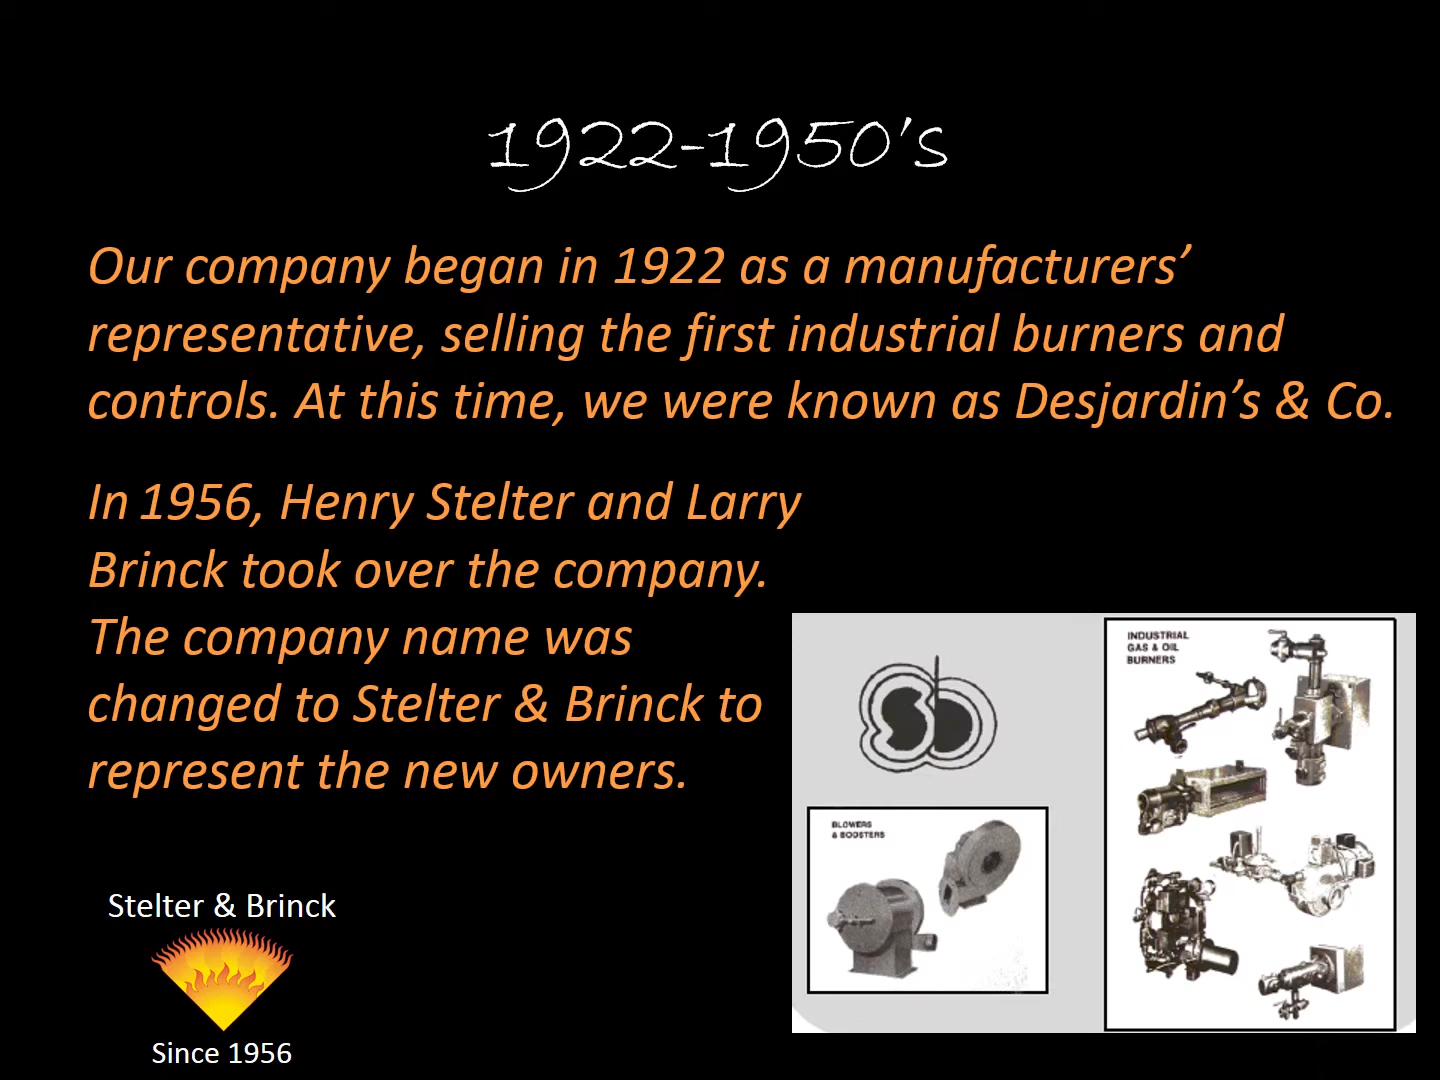 1922-1950's
Our company began in 1922 as a manufacturers’
representative, selling the first industrial burners and
controls. At this time, we were known as Desjardin’s & Co.
In 1956, Henry Stelter and Larry
Brinck took over the company.
The company name was
changed to Stelter & Brinck to
represent the new owners.
INDUSTRIAL
GAS & OIL
BURNERS
BLOWERS
& BOOSTERS
Stelter & Brinck
Since 1956